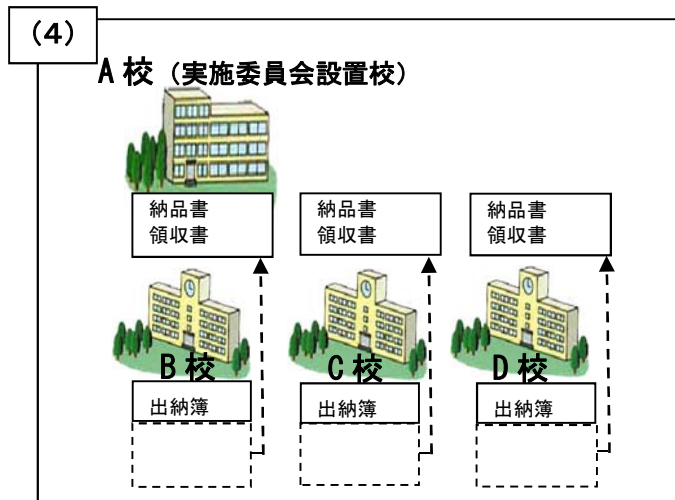 (4)
A校（実施委員会設置校）
納品書
領収書
納品書
領収書
納品書
領収書
B校
C校
D校
出納簿
出納簿
出納簿